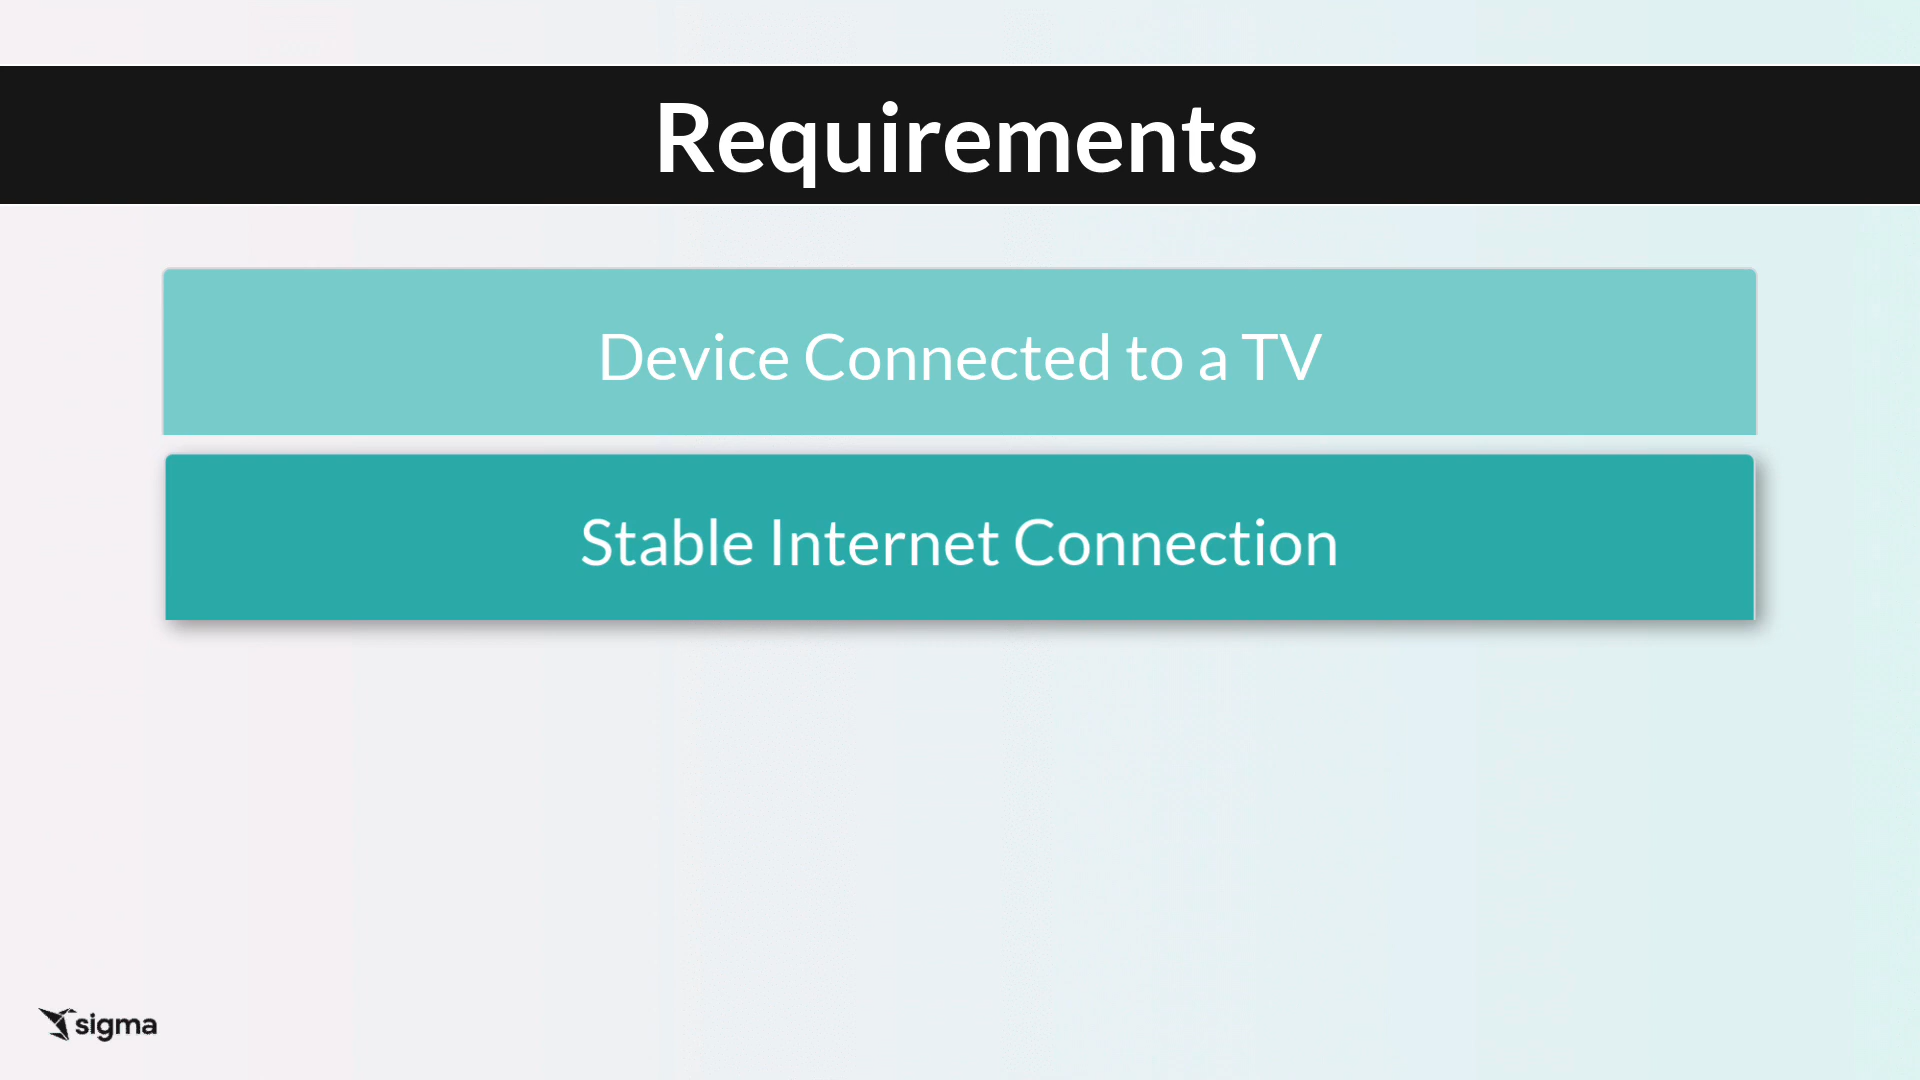 Requirements
Device Connected to a TV
Stable Internet Connection
sigma